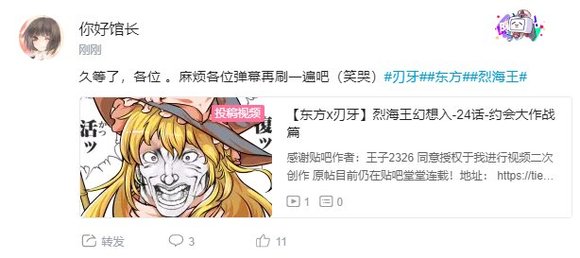 你好馆长
刚刚
久等了，各位 。麻烦各位弹幕再刷一遍吧（笑哭）#刃牙##东方##烈海王#
投稿视频
活ッ
かつ
復ッ
【东方x刃牙】烈海王幻想入-24话-约会大作战
篇
感谢贴吧作者：王子2326 同意授权于我进行视频二次
创作 原帖目前仍在贴吧堂堂连载！地址： https://tie...
1 0
转发 3 11